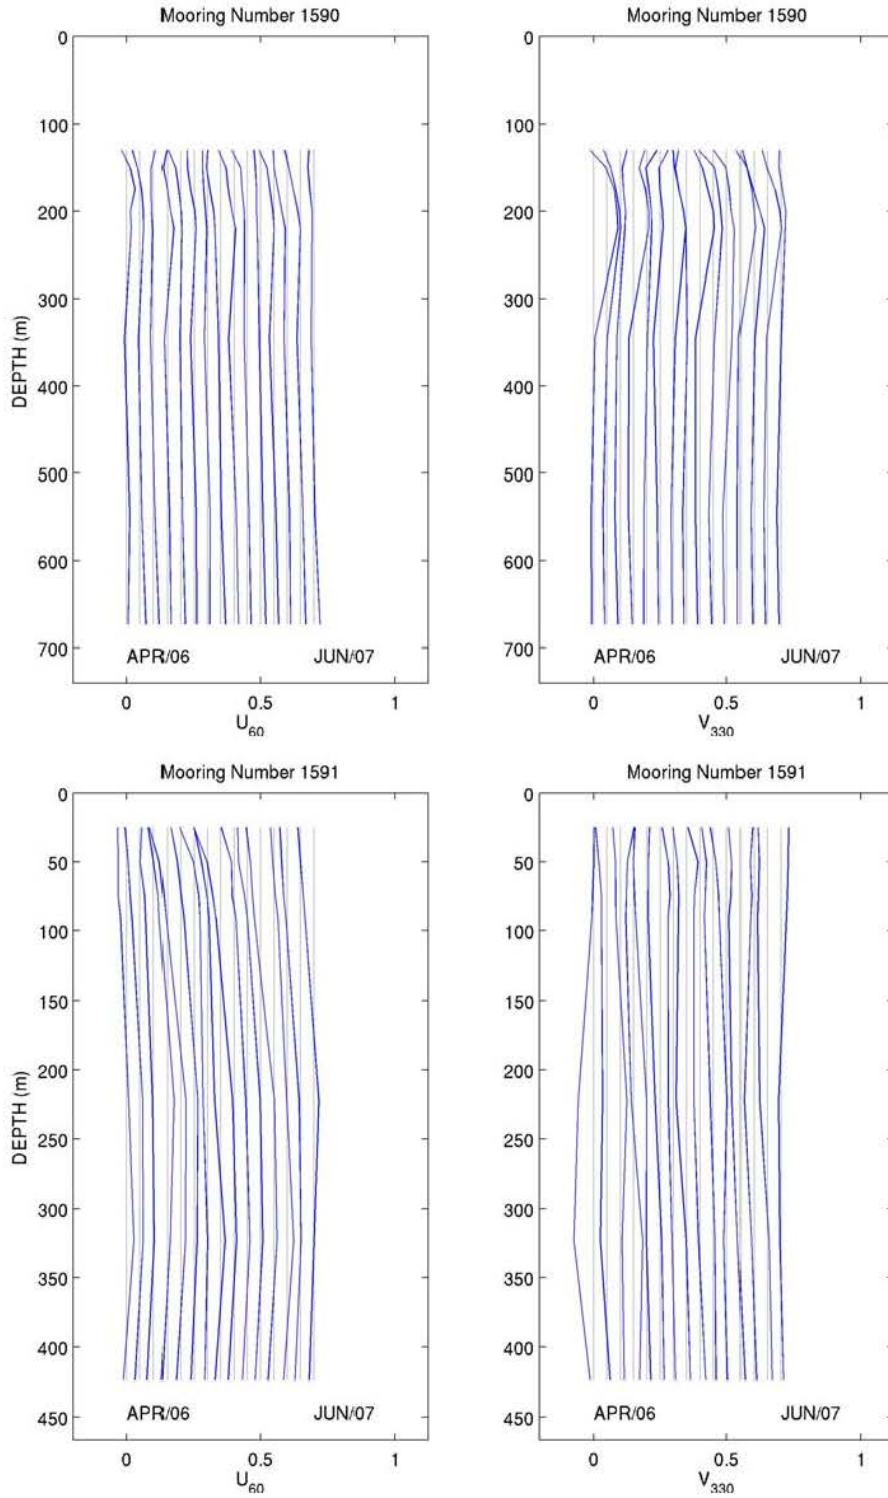 Mooring Number 1590
0
100
200
300
400
500
600
700
DEPTH (m)
APR/06 JUN/07
0 0.5 1
U60
Mooring Number 1590
0
100
200
300
400
500
600
700
APR/06 JUN/07
0 0.5 1
V330
Mooring Number 1591
0
50
100
150
200
250
300
350
400
450
DEPTH (m)
APR/06 JUN/07
0 0.5 1
U60
Mooring Number 1591
0
50
100
150
200
250
300
350
400
450
APR/06 JUN/07
0 0.5 1
V330